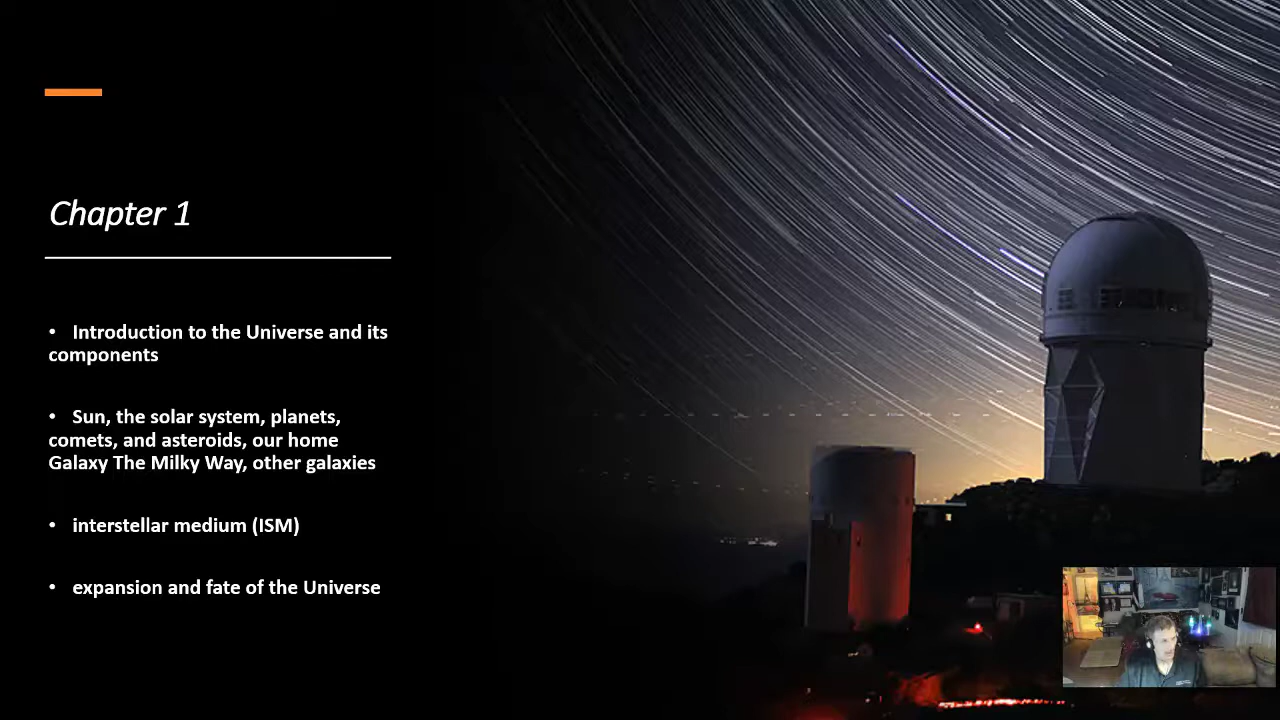 Chapter 1
• Introduction to the Universe and its
components
• Sun, the solar system, planets,
comets, and asteroids, our home
Galaxy The Milky Way, other galaxies
• interstellar medium (ISM)
• expansion and fate of the Universe